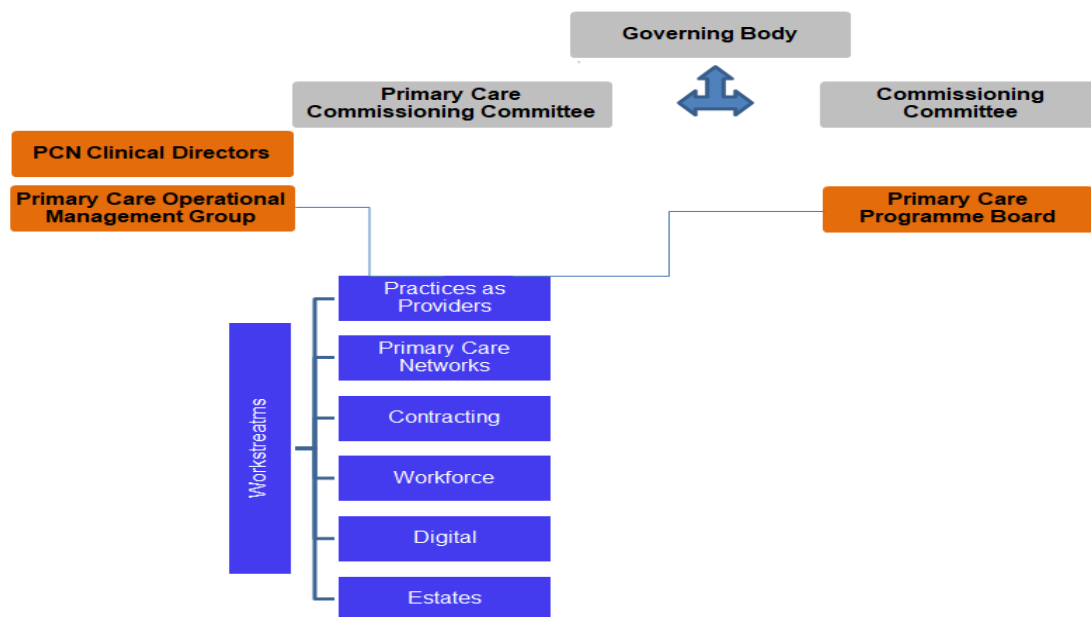 Governing Body
Primary Care
Commissioning Committee
Commissioning
Committee
PCN Clinical Directors
Primary Care Operational
Management Group
Primary Care
Programme Board
Practices as
Providers
Primary Care
Networks
Contracting
Workforce
Digital
Estates
Workstreatms